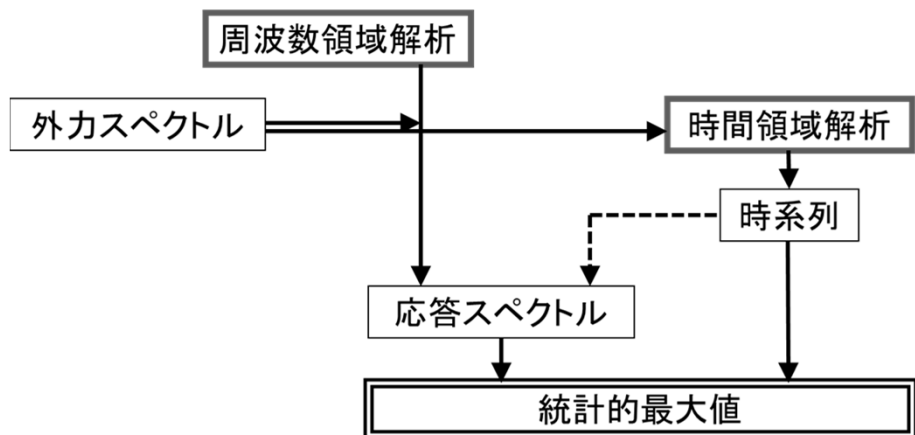 周波数領域解析
外力スペクトル
時間領域解析
時系列
応答スペクトル
統計的最大値